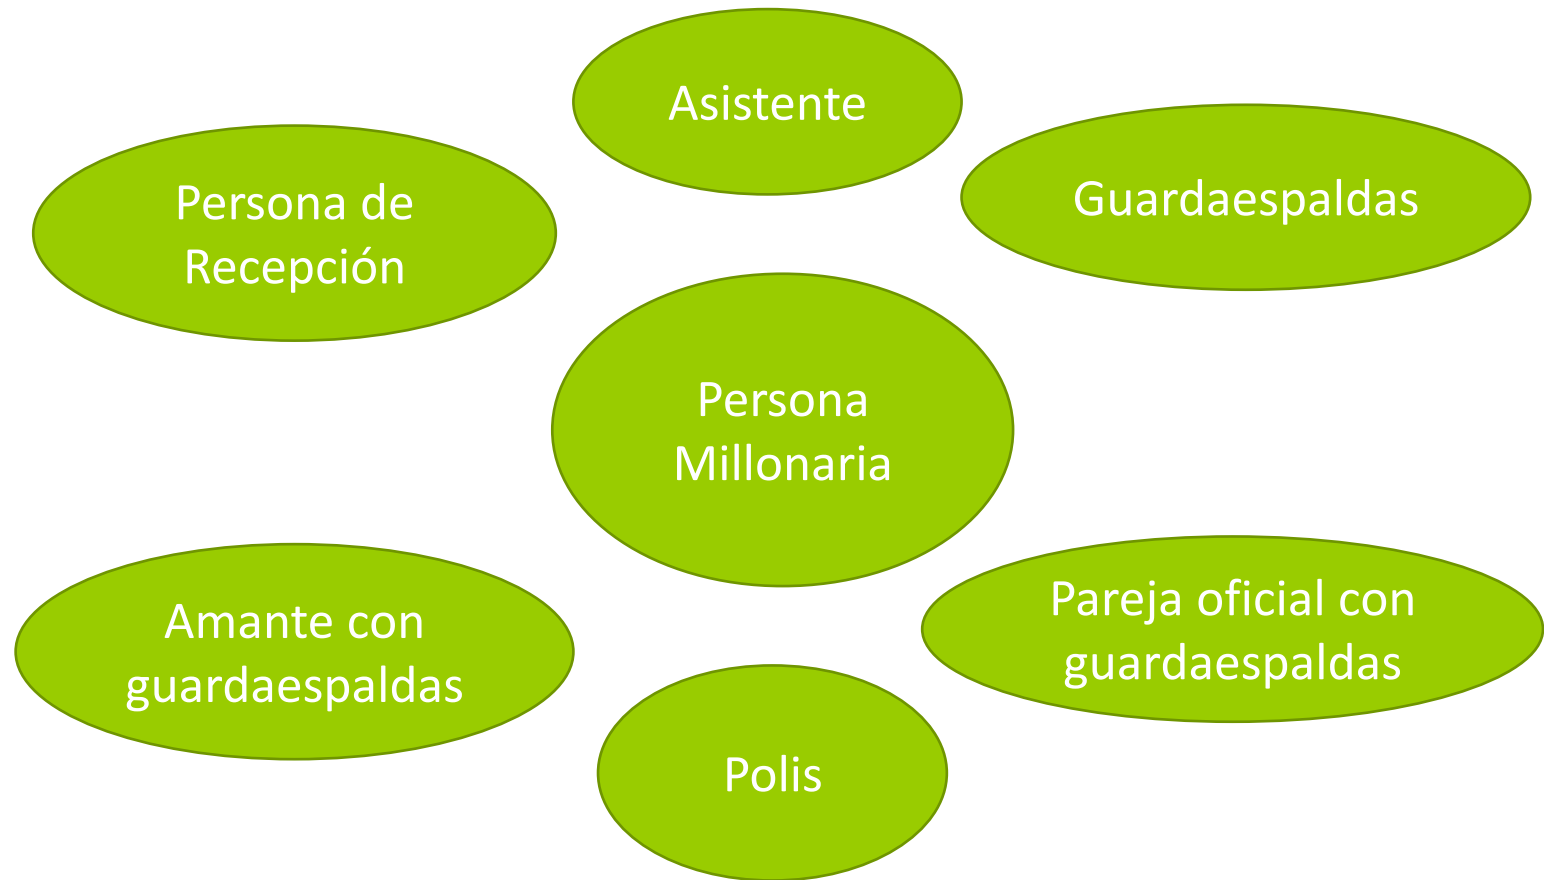 Asistente
Persona de
Recepción
Guardaespaldas
Persona
Millonaria
Amante con
guardaespaldas
Pareja oficial con
guardaespaldas
Polis